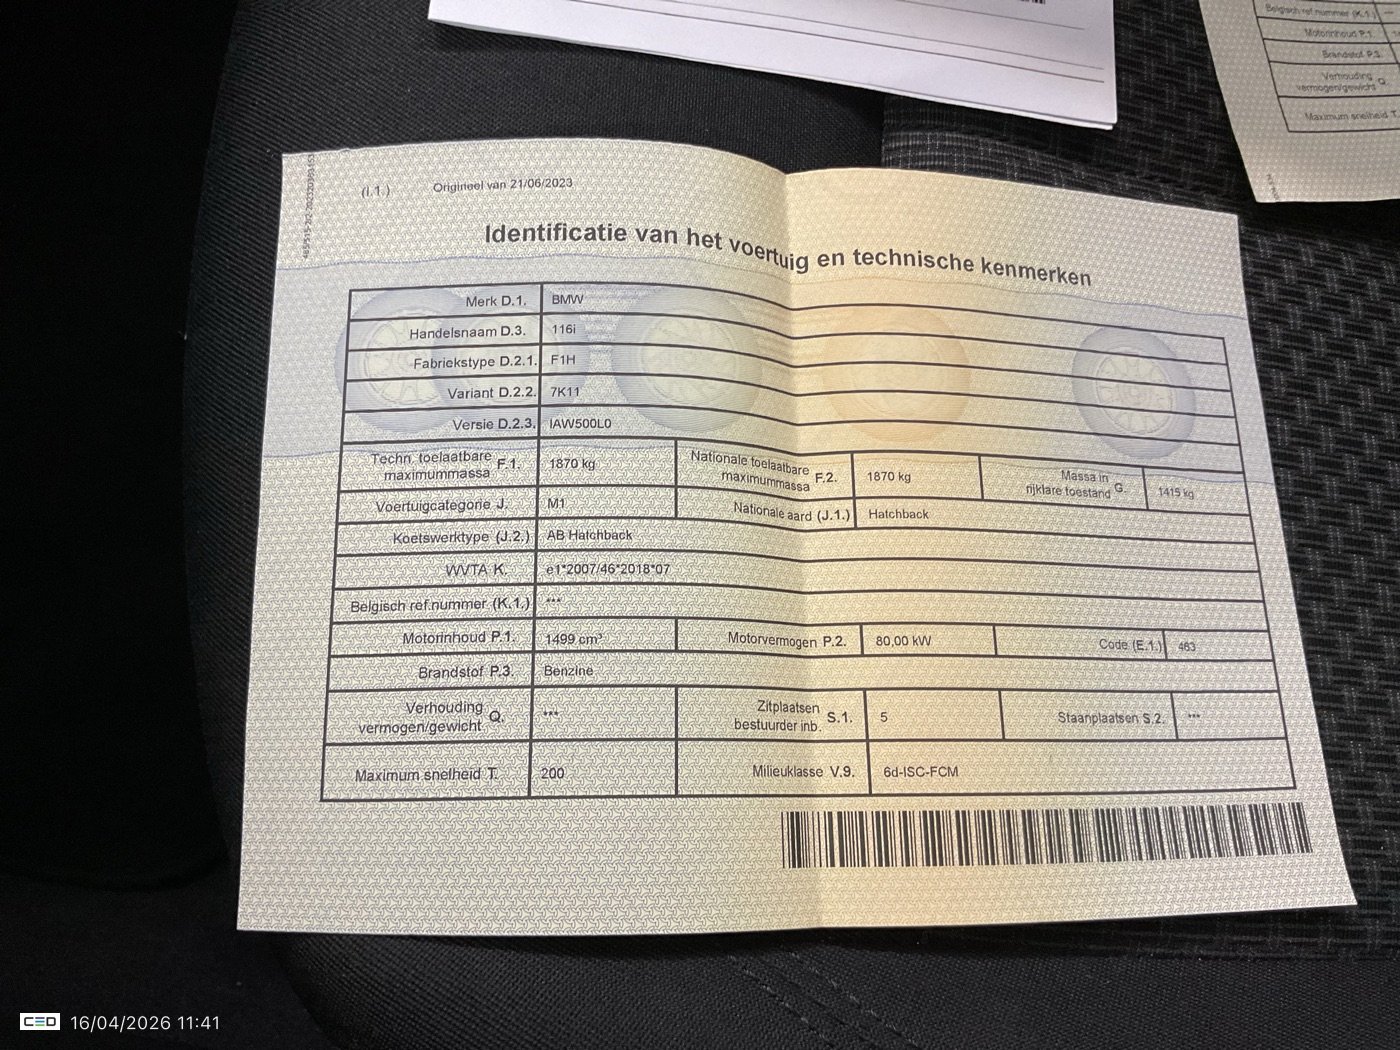 Belgisch ref.nummer (K.1.)
Motorinhoud P.1.
Brandstof P.3.
Verhouding vermogen/gewicht Q.
Maximum snelheid T.
(I.1.) Origineel van 21/06/2023
Identificatie van het voertuig en technische kenmerken
Merk D.1. BMW
Handelsnaam D.3. 116i
Fabriekstype D.2.1. F1H
Variant D.2.2. 7K11
Versie D.2.3. IAW500L0
Techn. toelaatbare maximummassa F.1. 1870 kg Nationale toelaatbare maximummassa F.2. 1870 kg Massa in rijklare toestand G 1415 kg
Voertuigcategorie J. M1 Nationale aard (J.1.) Hatchback
Koetswerktype (J.2.) AB Hatchback
WVTA K. e1*2007/46*2018*07
Belgisch ref.nummer (K.1.) ***
Motorinhoud P.1. 1499 cm³ Motorvermogen P.2. 80.00 kW Code (E.1.) 463
Brandstof P.3. Benzine
Verhouding vermogen/gewicht Q. *** Zitplaatsen bestuurder inb. S.1. 5 Staanplaatsen S.2. ***
Maximum snelheid T. 200 Milieuklasse V.9. 6d-ISC-FCM
CED 16/04/2026 11:41